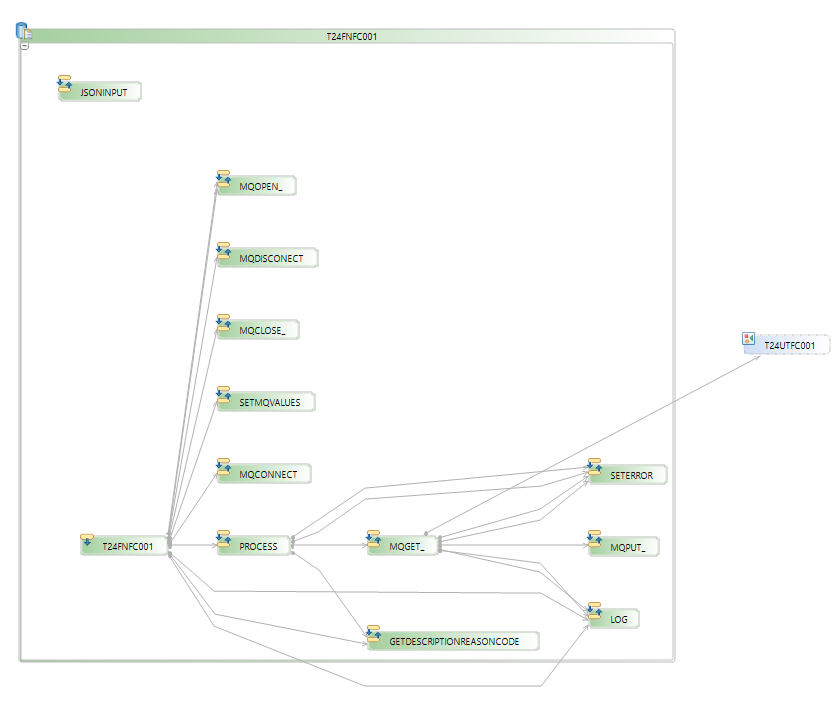 T24FNFC001
JSONINPUT
MQOPEN_
MQDISCONECT
MQCLOSE_
T24UTFC001
SETMQVALUES
MQCONNECT
SETERROR
T24FNFC001
PROCESS
MQGET_
MQPUT_
LOG
GETDESCRIPTIONREASONCODE